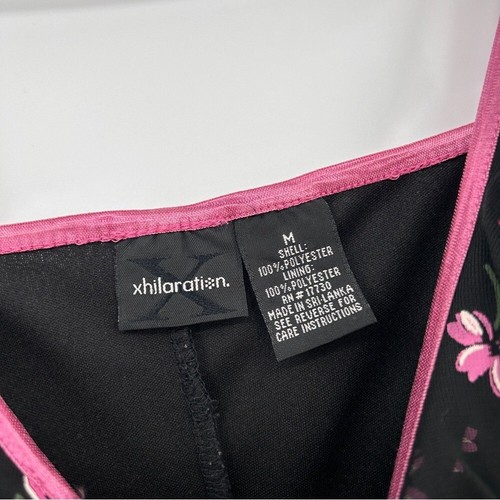 xhilaration.
X
M
SHELL:
100% POLYESTER
LINING:
100% POLYESTER
RN# 17730
MADE IN SRI LANKA
SEE REVERSE FOR
CARE INSTRUCTIONS